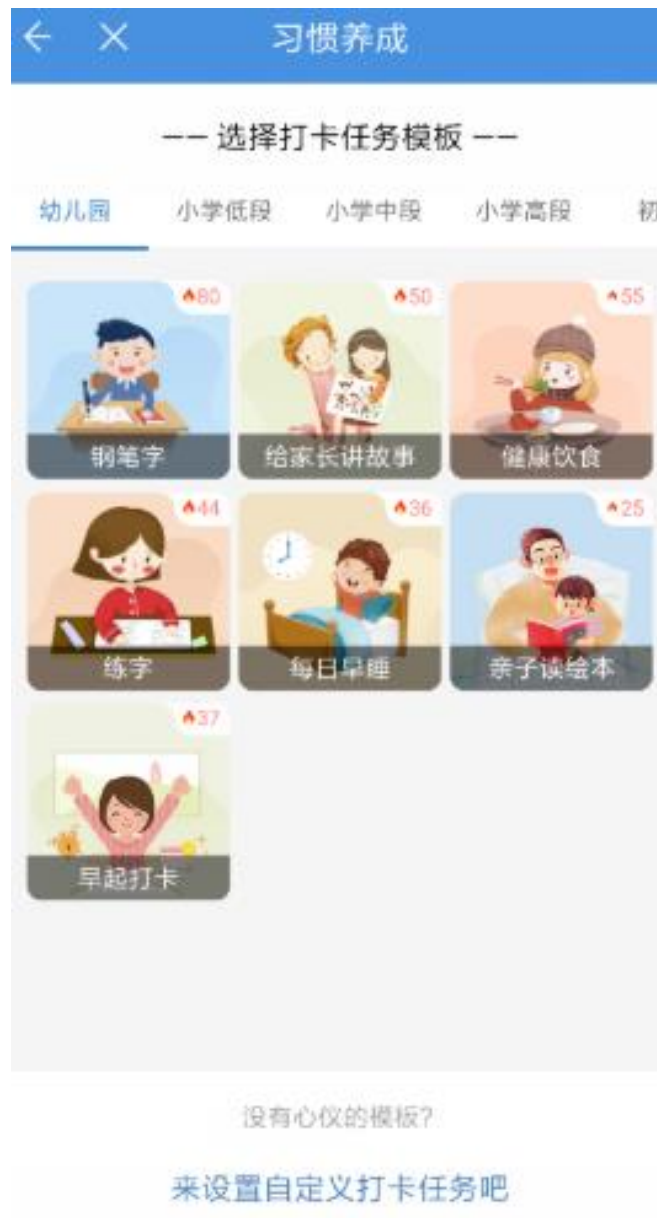 习惯养成
—— 选择打卡任务模板 ——
幼儿园 小学低段 小学中段 小学高段 初
80 50 55
钢笔字 给家长讲故事 健康饮食
44 36 25
练字 每日早睡 亲子读绘本
37
早起打卡
没有心仪的模板?
来设置自定义打卡任务吧